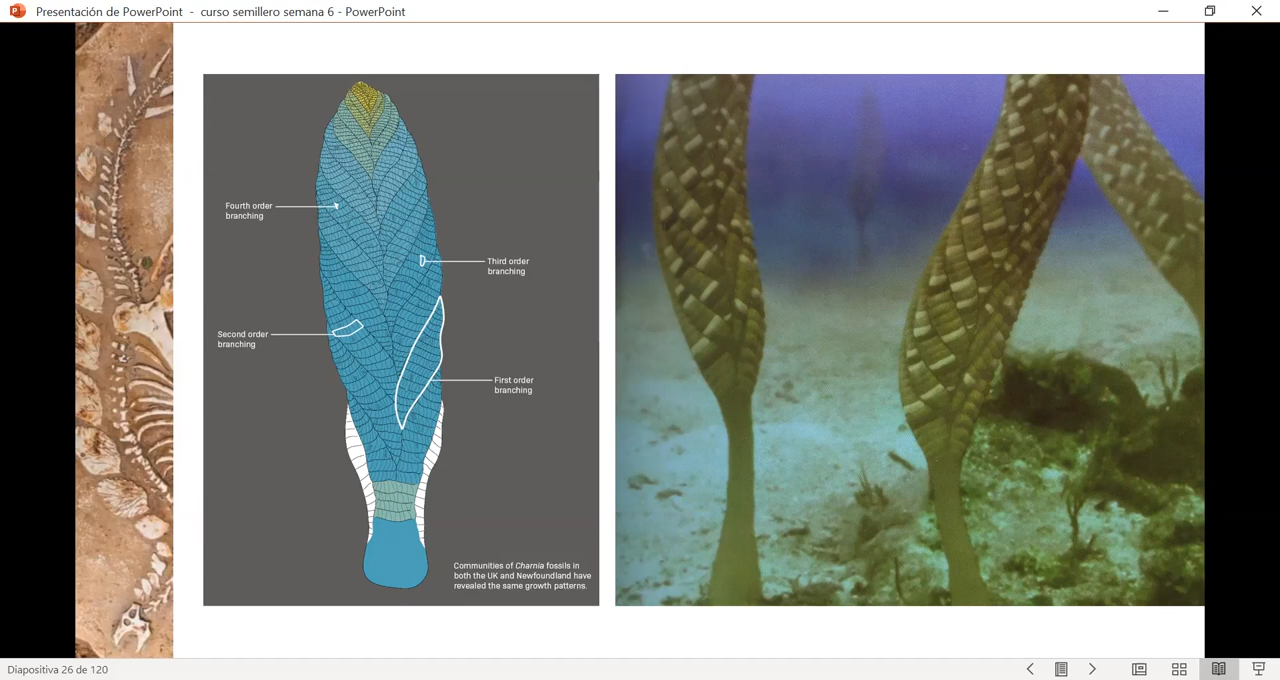 Presentación de PowerPoint - curso semillero semana 6 - PowerPoint
Fourth order
branching
Third order
branching
Second order
branching
First order
branching
Communities of Charnia fossils in
both the UK and Newfoundland have
revealed the same growth patterns.
Diapositiva 26 de 120